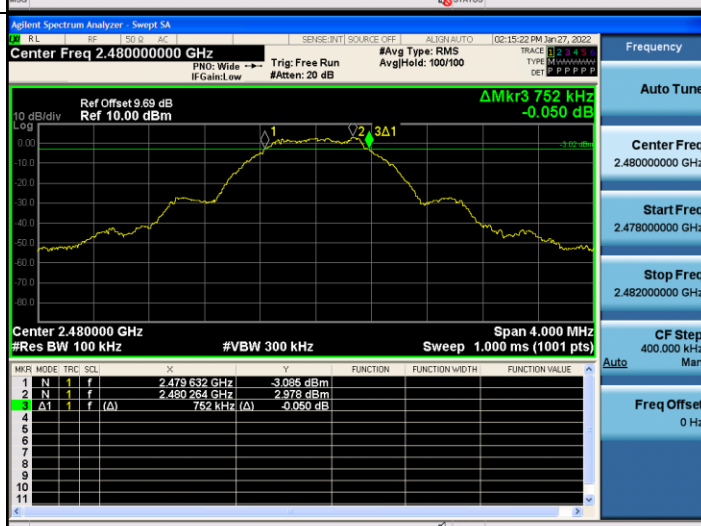 MSG
STATUS
Agilent Spectrum Analyzer - Swept SA
LXI RL RF 50 Ω AC SENSE:INT SOURCE OFF ALIGN AUTO 02:15:22 PM Jan 27, 2022
Center Freq 2.480000000 GHz
PNO: Wide
IFGain:Low
Trig: Free Run
#Atten: 20 dB
#Avg Type: RMS
Avg|Hold: 100/100
TRACE 1 2 3 4 5 6
TYPE M W W W W W
DET P P P P P P
Frequency
Auto Tune
Center Freq
2.480000000 GHz
Start Freq
2.478000000 GHz
Stop Freq
2.482000000 GHz
CF Step
400.000 kHz
Auto Man
Freq Offset
0 Hz
ΔMkr3 752 kHz
-0.050 dB
Ref Offset 9.69 dB
10 dB/div Ref 10.00 dBm
Log
1
2
3Δ1
-3.02 dBm
0.00
-10.0
-20.0
-30.0
-40.0
-50.0
-60.0
-70.0
-80.0
Center 2.480000 GHz Span 4.000 MHz
#Res BW 100 kHz #VBW 300 kHz Sweep 1.000 ms (1001 pts)
MKR MODE TRC SCL X Y FUNCTION FUNCTION WIDTH FUNCTION VALUE
1 N 1 f 2.479 632 GHz -3.085 dBm
2 N 1 f 2.480 264 GHz 2.978 dBm
3 Δ1 1 f (Δ) 752 kHz (Δ) -0.050 dB
4
5
6
7
8
9
10
11